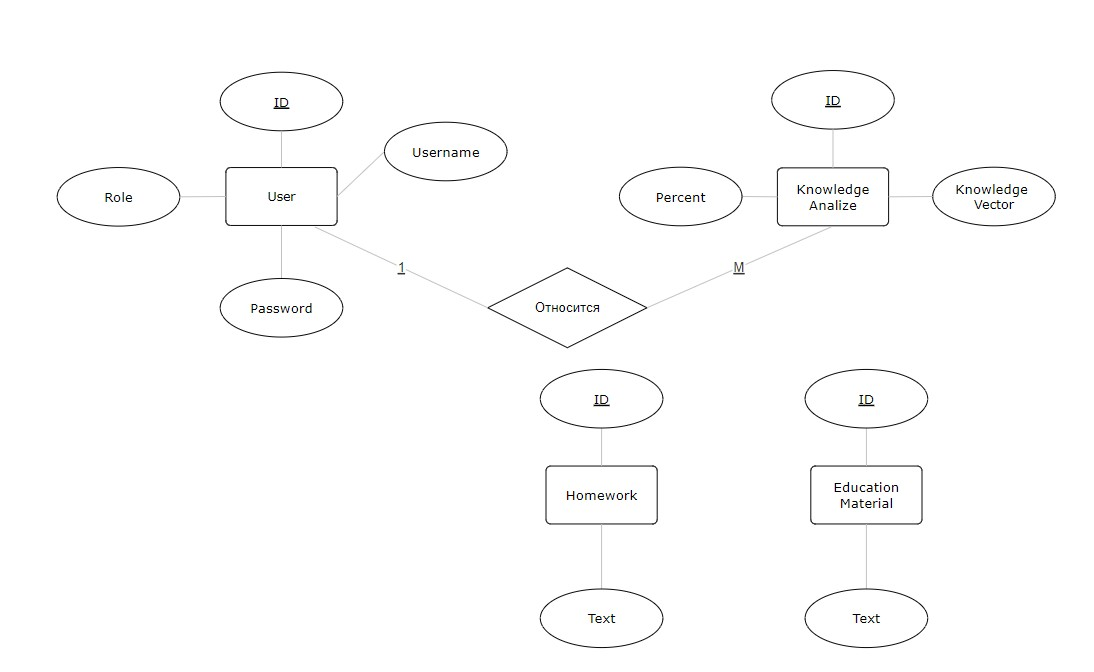 ID
ID
Username
Role
User
Percent
Knowledge
Analize
Knowledge
Vector
1
M
Password
Относится
ID
ID
Homework
Education
Material
Text
Text